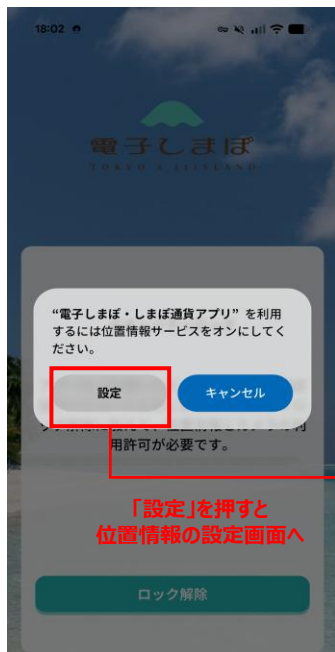 18:02
電子しまぽ
TOKYO ⇄ 11ISLAND
“電子しまぽ・しまぽ通貨アプリ” を利用
するには位置情報サービスをオンにしてく
ださい。
設定
キャンセル
用許可が必要です。
「設定」を押すと
位置情報の設定画面へ
ロック解除